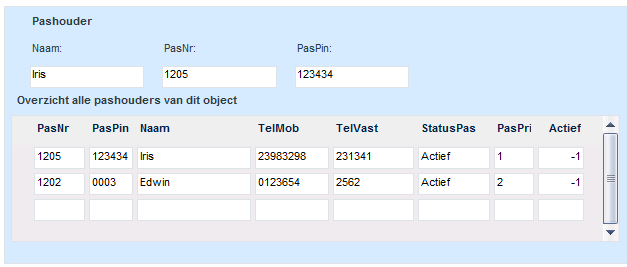 Pashouder
Naam: PasNr: PasPin:
Iris 1205 123434
Overzicht alle pashouders van dit object
PasNr PasPin Naam TelMob TelVast StatusPas PasPri Actief
1205 123434 Iris 23983298 231341 Actief 1 -1
1202 0003 Edwin 0123654 2562 Actief 2 -1